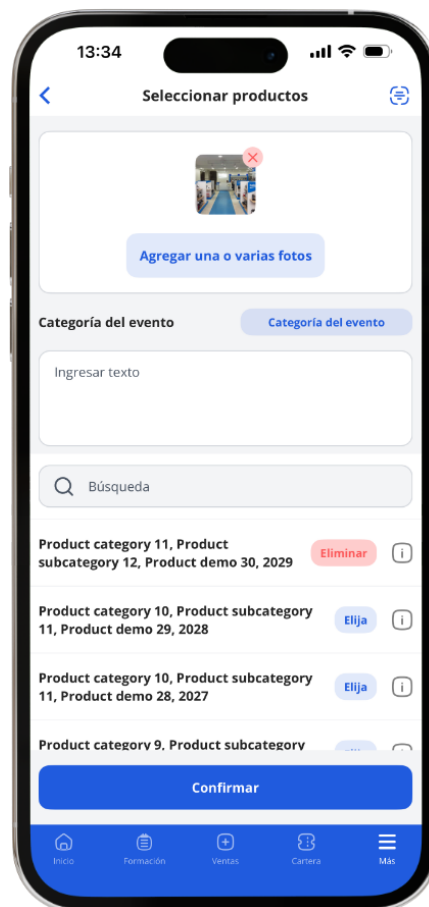 13:34
Seleccionar productos
Agregar una o varias fotos
Categoría del evento
Categoría del evento
Ingresar texto
Búsqueda
Product category 11, Product
subcategory 12, Product demo 30, 2029
Eliminar
Product category 10, Product subcategory
11, Product demo 29, 2028
Elija
Product category 10, Product subcategory
11, Product demo 28, 2027
Elija
Product category 9, Product subcategory
Confirmar
Inicio
Formación
Ventas
Cartera
Más